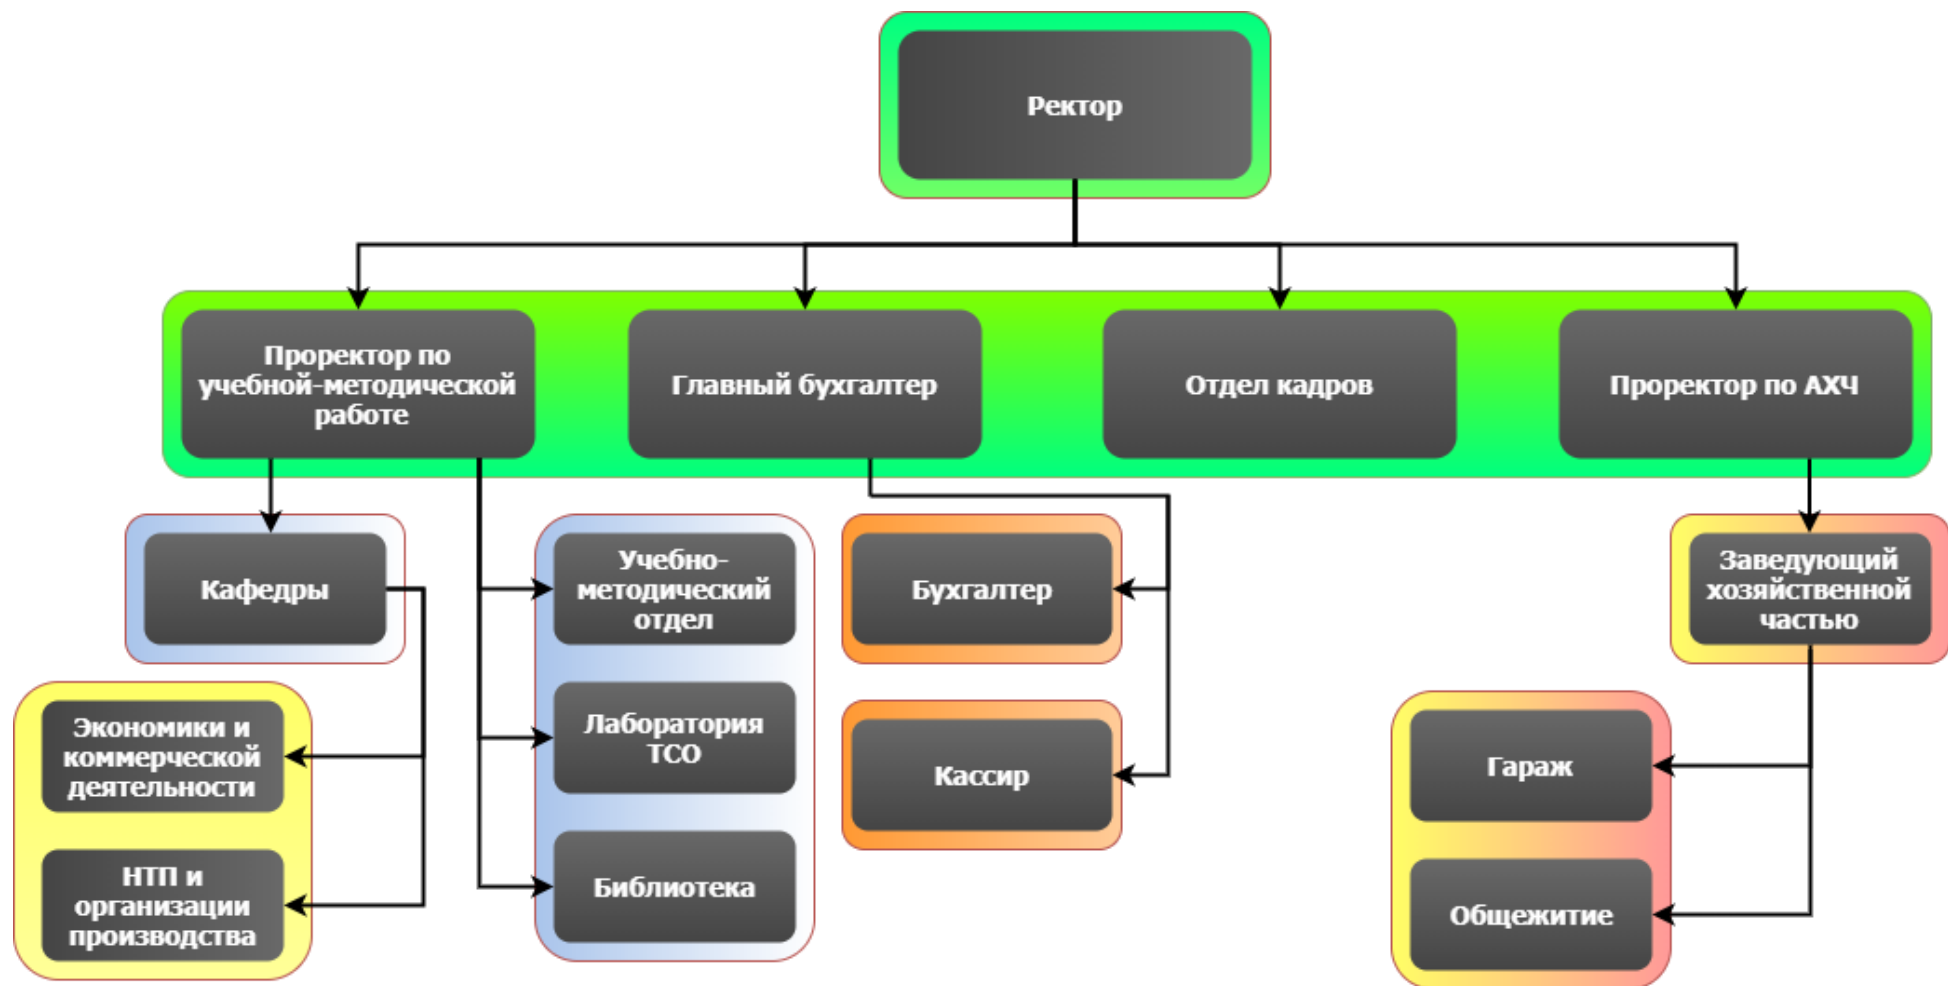 Ректор
Проректор по
учебной-методической
работе
Главный бухгалтер
Отдел кадров
Проректор по АХЧ
Кафедры
Учебно-
методический
отдел
Бухгалтер
Заведующий
хозяйственной
частью
Экономики и
коммерческой
деятельности
Лаборатория
ТСО
Кассир
Гараж
НТП и
организации
производства
Библиотека
Общежитие